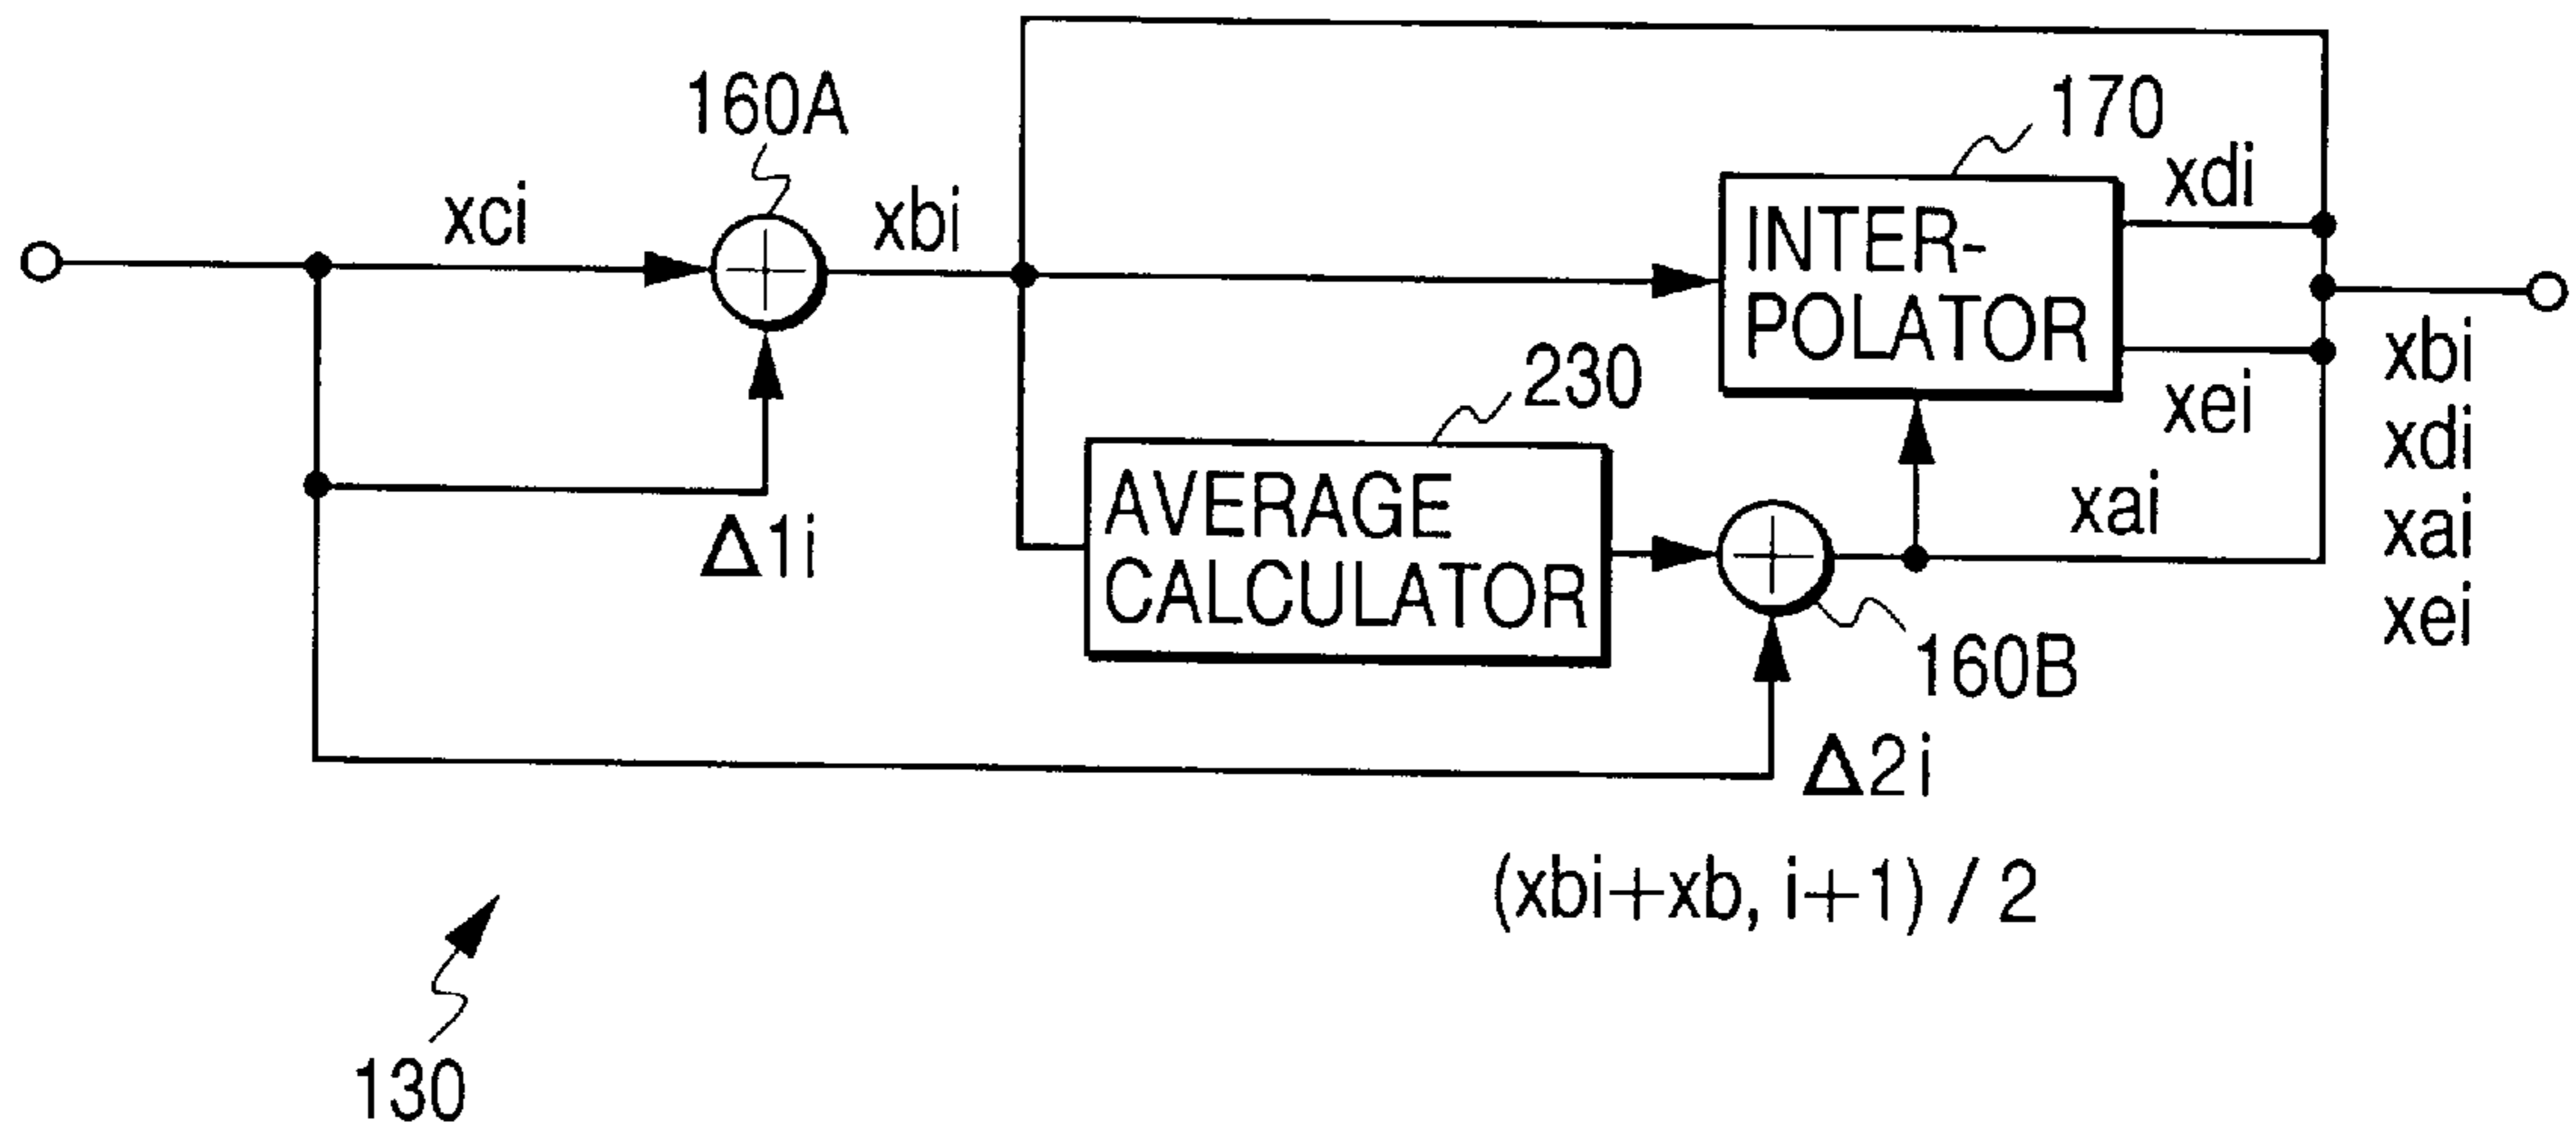 160A
170
xci
xbi
xdi
INTER-
POLATOR
230
xei
xbi
xdi
xai
xei
AVERAGE
CALCULATOR
xai
Δ1i
160B
Δ2i
(xbi+xb, i+1) / 2
130